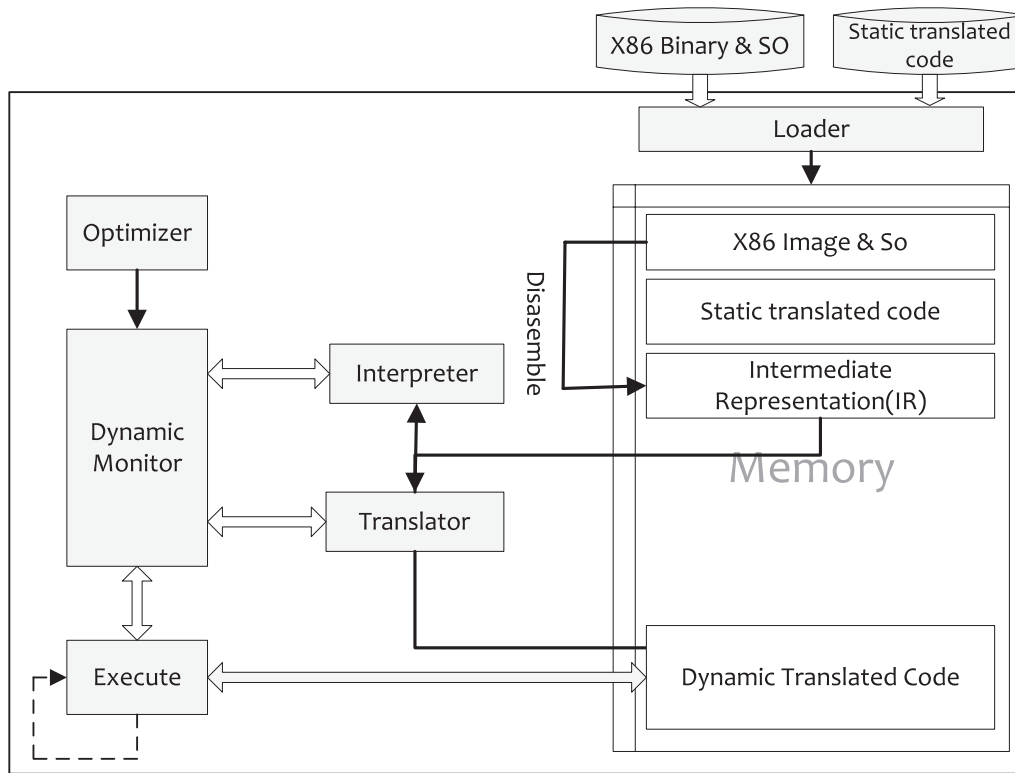 X86 Binary & SO
Static translated
code
Loader
Optimizer
X86 Image & So
Disasemble
Static translated code
Interpreter
Intermediate
Representation(IR)
Dynamic
Monitor
Memory
Translator
Execute
Dynamic Translated Code